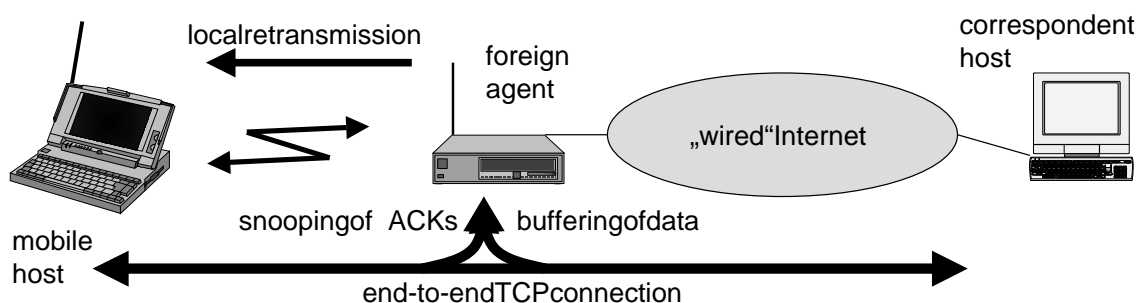 localretransmission
foreign
agent
correspondent
host
„wired“Internet
snoopingof ACKs
bufferingofdata
mobile
host
end-to-endTCPconnection